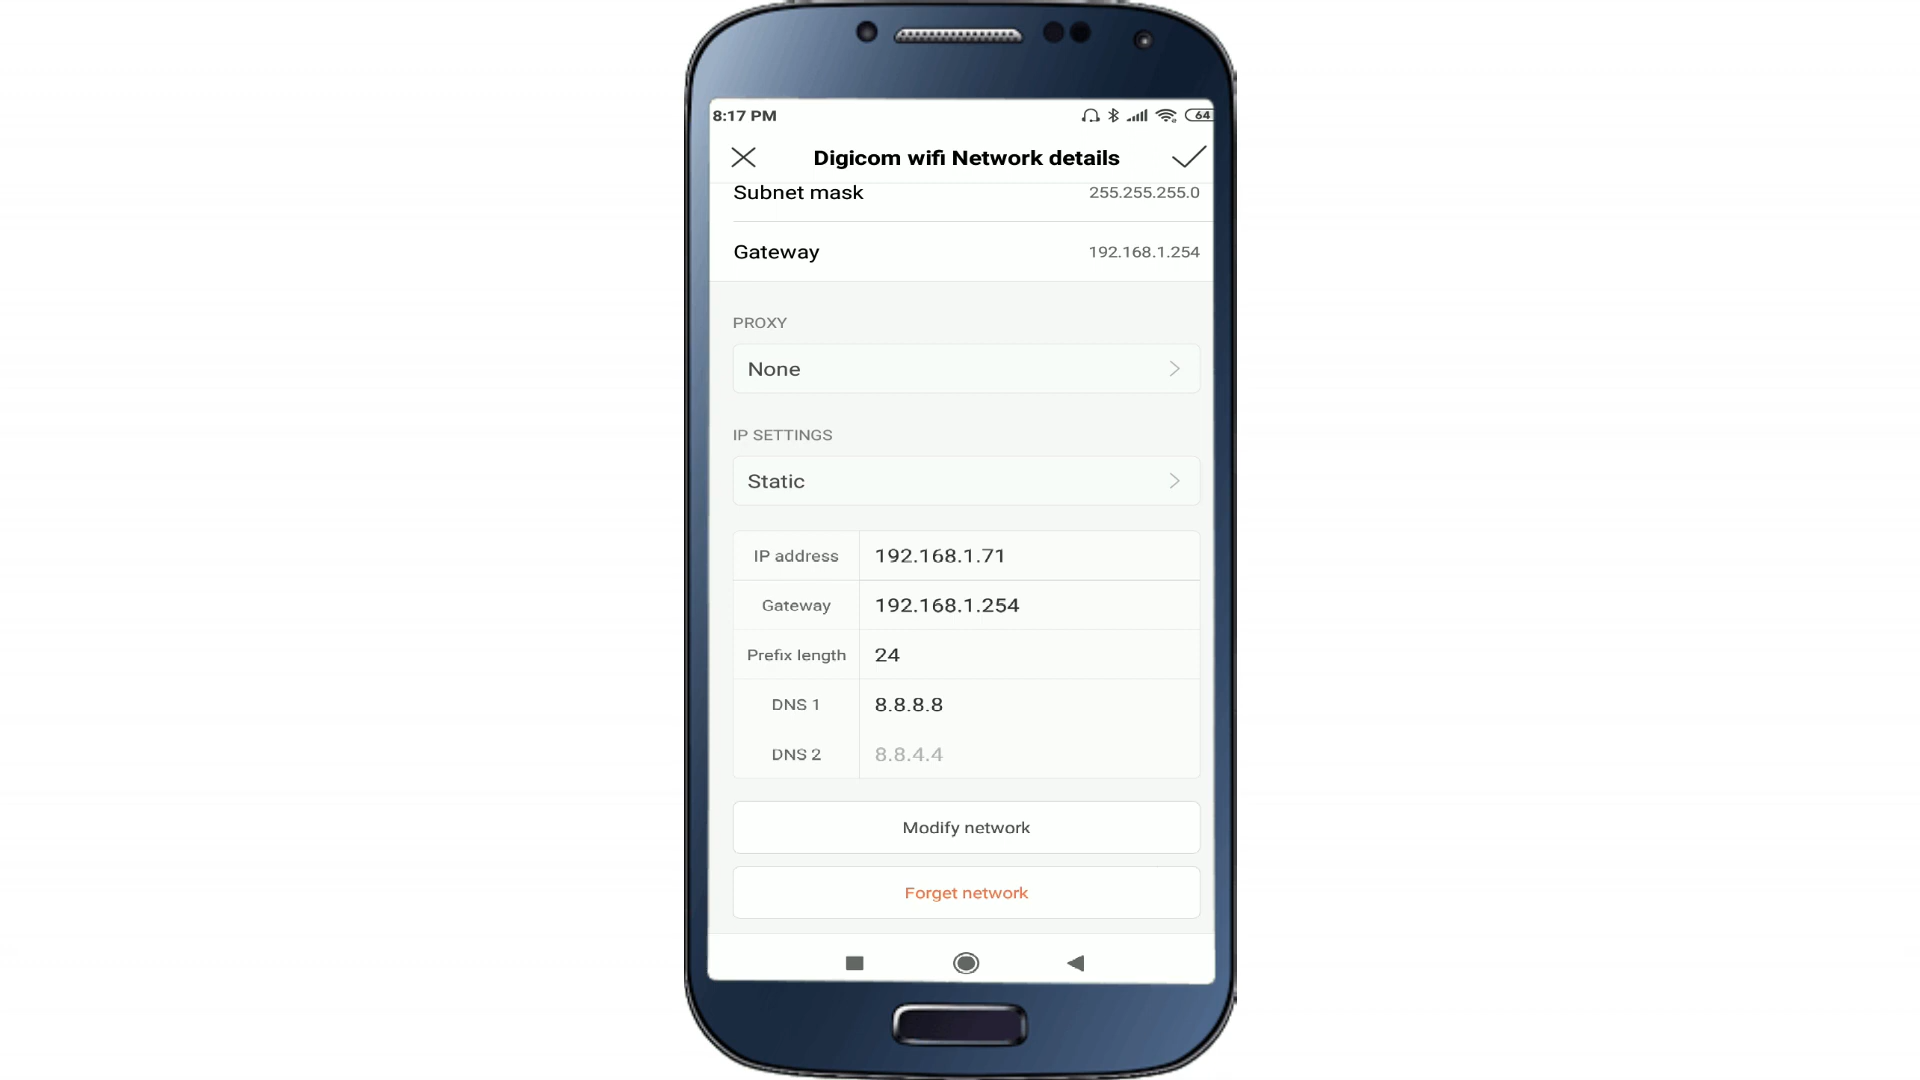 8:17 PM 64
Digicom wifi Network details
Subnet mask 255.255.255.0
Gateway 192.168.1.254
PROXY
None
IP SETTINGS
Static
IP address 192.168.1.71
Gateway 192.168.1.254
Prefix length 24
DNS 1 8.8.8.8
DNS 2 8.8.4.4
Modify network
Forget network